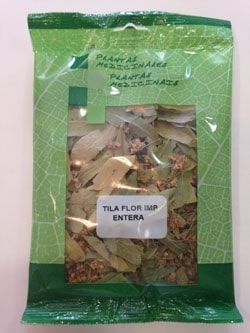 PLANTAS
MEDICINALES
PLANTAS
MEDICINAIS
TILA FLOR IMP
ENTERA